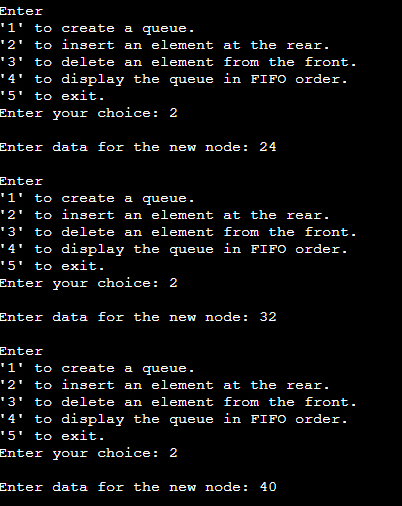 Enter
'1' to create a queue.
'2' to insert an element at the rear.
'3' to delete an element from the front.
'4' to display the queue in FIFO order.
'5' to exit.
Enter your choice: 2
Enter data for the new node: 24
Enter
'1' to create a queue.
'2' to insert an element at the rear.
'3' to delete an element from the front.
'4' to display the queue in FIFO order.
'5' to exit.
Enter your choice: 2
Enter data for the new node: 32
Enter
'1' to create a queue.
'2' to insert an element at the rear.
'3' to delete an element from the front.
'4' to display the queue in FIFO order.
'5' to exit.
Enter your choice: 2
Enter data for the new node: 40